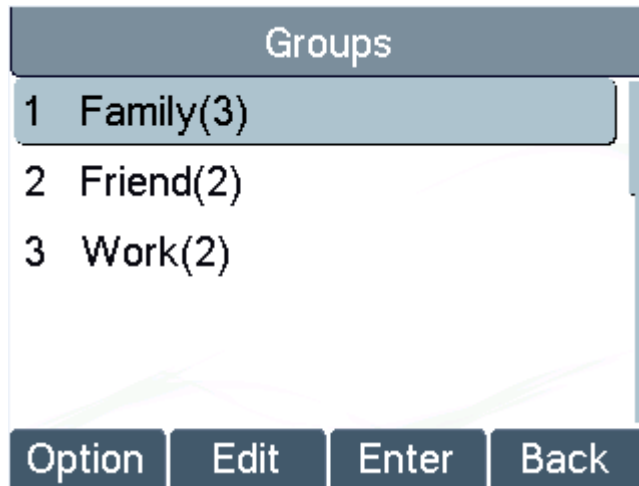 Groups
1 Family(3)
2 Friend(2)
3 Work(2)
Option Edit Enter Back